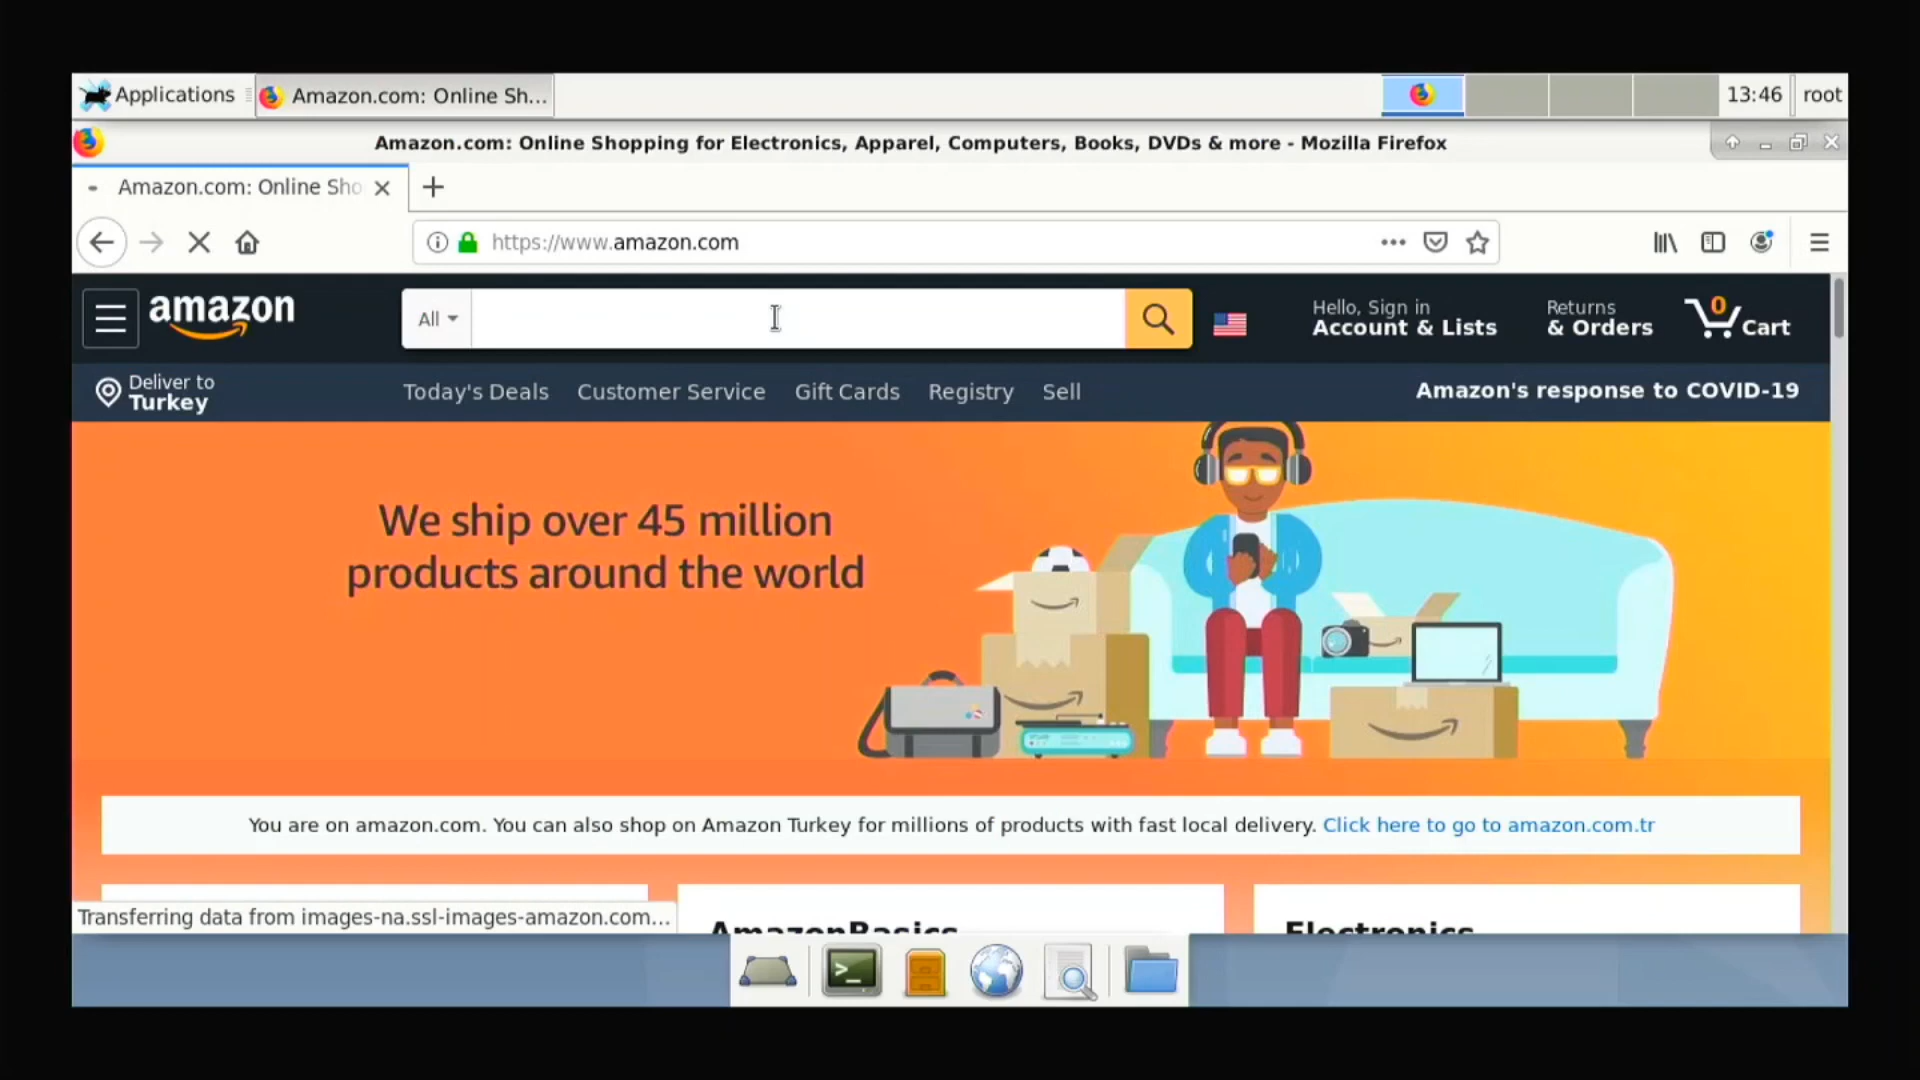 Applications
Amazon.com: Online Sh...
13:46
root
Amazon.com: Online Shopping for Electronics, Apparel, Computers, Books, DVDs & more - Mozilla Firefox
Amazon.com: Online Sho
https://www.amazon.com
amazon
All
Hello, Sign in
Account & Lists
Returns
& Orders
0
Cart
Deliver to
Turkey
Today's Deals
Customer Service
Gift Cards
Registry
Sell
Amazon's response to COVID-19
We ship over 45 million
products around the world
You are on amazon.com. You can also shop on Amazon Turkey for millions of products with fast local delivery. Click here to go to amazon.com.tr
Transferring data from images-na.ssl-images-amazon.com...
AmazonBasics
Electronics